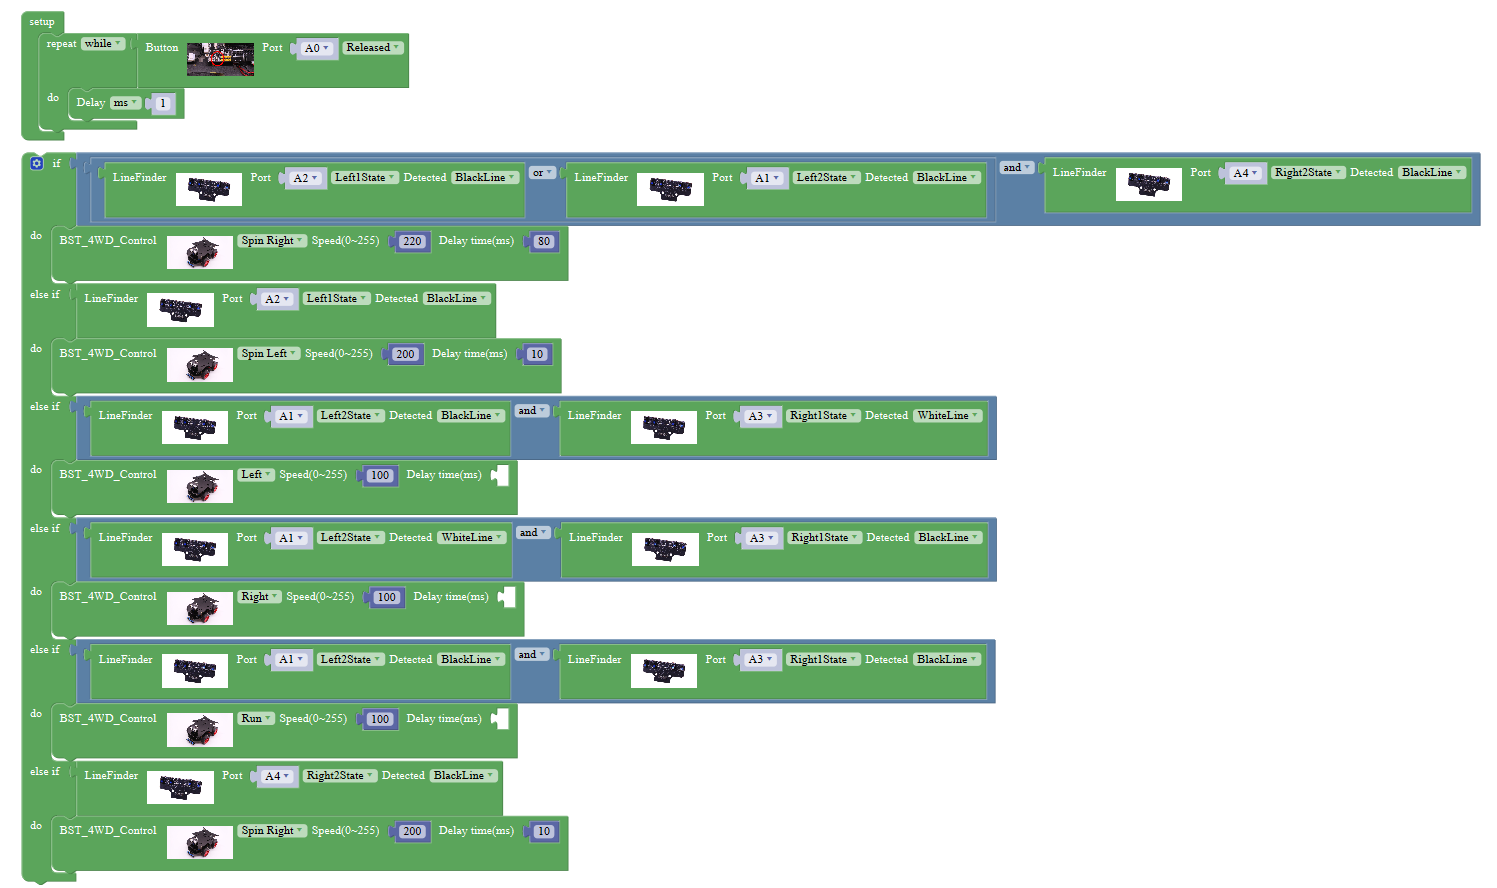 setup
repeat while Button Port A0 Released
do Delay ms 1
if LineFinder Port A2 Left1State Detected BlackLine or LineFinder Port A1 Left2State Detected BlackLine and LineFinder Port A4 Right2State Detected BlackLine
do BST_4WD_Control Spin Right Speed(0~255) 220 Delay time(ms) 80
else if LineFinder Port A2 Left1State Detected BlackLine
do BST_4WD_Control Spin Left Speed(0~255) 200 Delay time(ms) 10
else if LineFinder Port A1 Left2State Detected BlackLine and LineFinder Port A3 Right1State Detected WhiteLine
do BST_4WD_Control Left Speed(0~255) 100 Delay time(ms)
else if LineFinder Port A1 Left2State Detected WhiteLine and LineFinder Port A3 Right1State Detected BlackLine
do BST_4WD_Control Right Speed(0~255) 100 Delay time(ms)
else if LineFinder Port A1 Left2State Detected BlackLine and LineFinder Port A3 Right1State Detected BlackLine
do BST_4WD_Control Run Speed(0~255) 100 Delay time(ms)
else if LineFinder Port A4 Right2State Detected BlackLine
do BST_4WD_Control Spin Right Speed(0~255) 200 Delay time(ms) 10